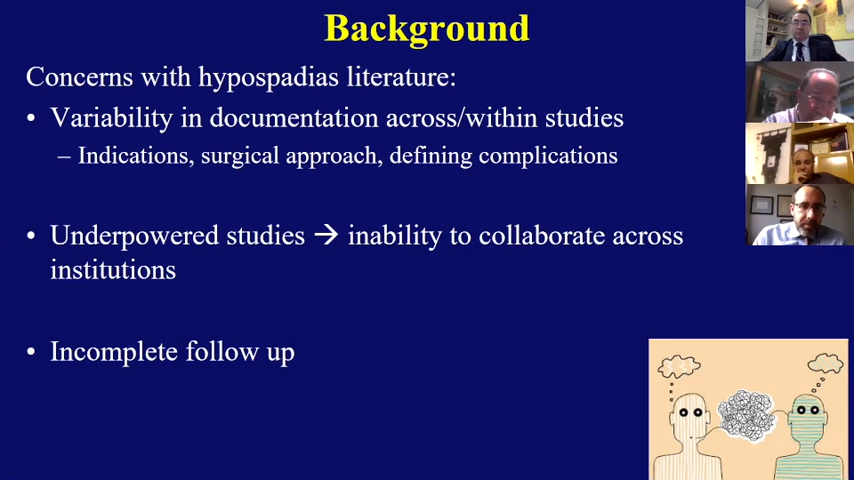 Background
Concerns with hypospadias literature:
• Variability in documentation across/within studies
– Indications, surgical approach, defining complications
• Underpowered studies → inability to collaborate across
institutions
• Incomplete follow up